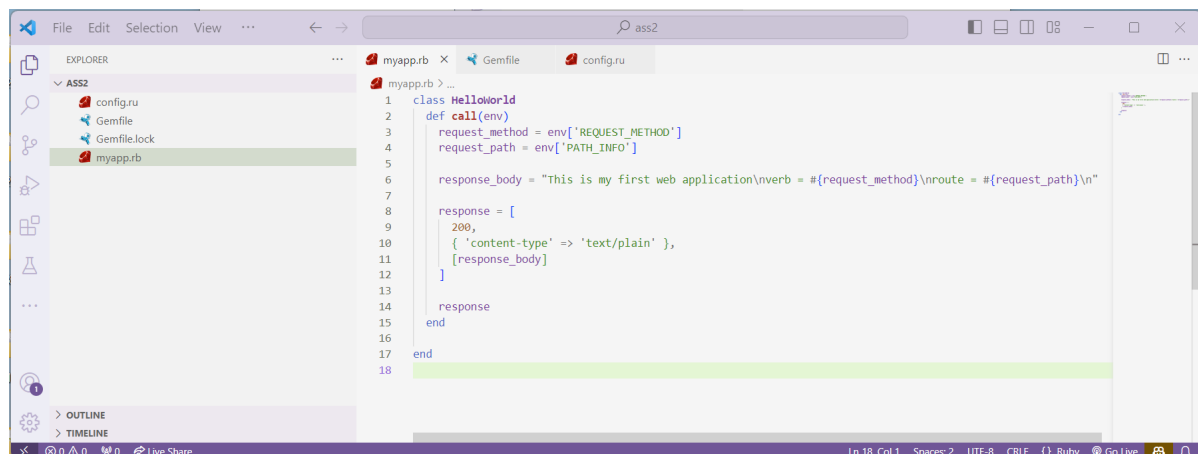 File Edit Selection View ··· ass2
EXPLORER ···
ASS2
config.ru
Gemfile
Gemfile.lock
myapp.rb
OUTLINE
TIMELINE
myapp.rb Gemfile config.ru ···
myapp.rb > ...
1 class HelloWorld
2 def call(env)
3 request_method = env['REQUEST_METHOD']
4 request_path = env['PATH_INFO']
5
6 response_body = "This is my first web application\nverb = #{request_method}\nroute = #{request_path}\n"
7
8 response = [
9 200,
10 { 'content-type' => 'text/plain' },
11 [response_body]
12 ]
13
14 response
15 end
16
17 end
18
1
0 0 0 Live Share Ln 18, Col 1 Spaces: 2 UTF-8 CRLF {} Ruby Go Live